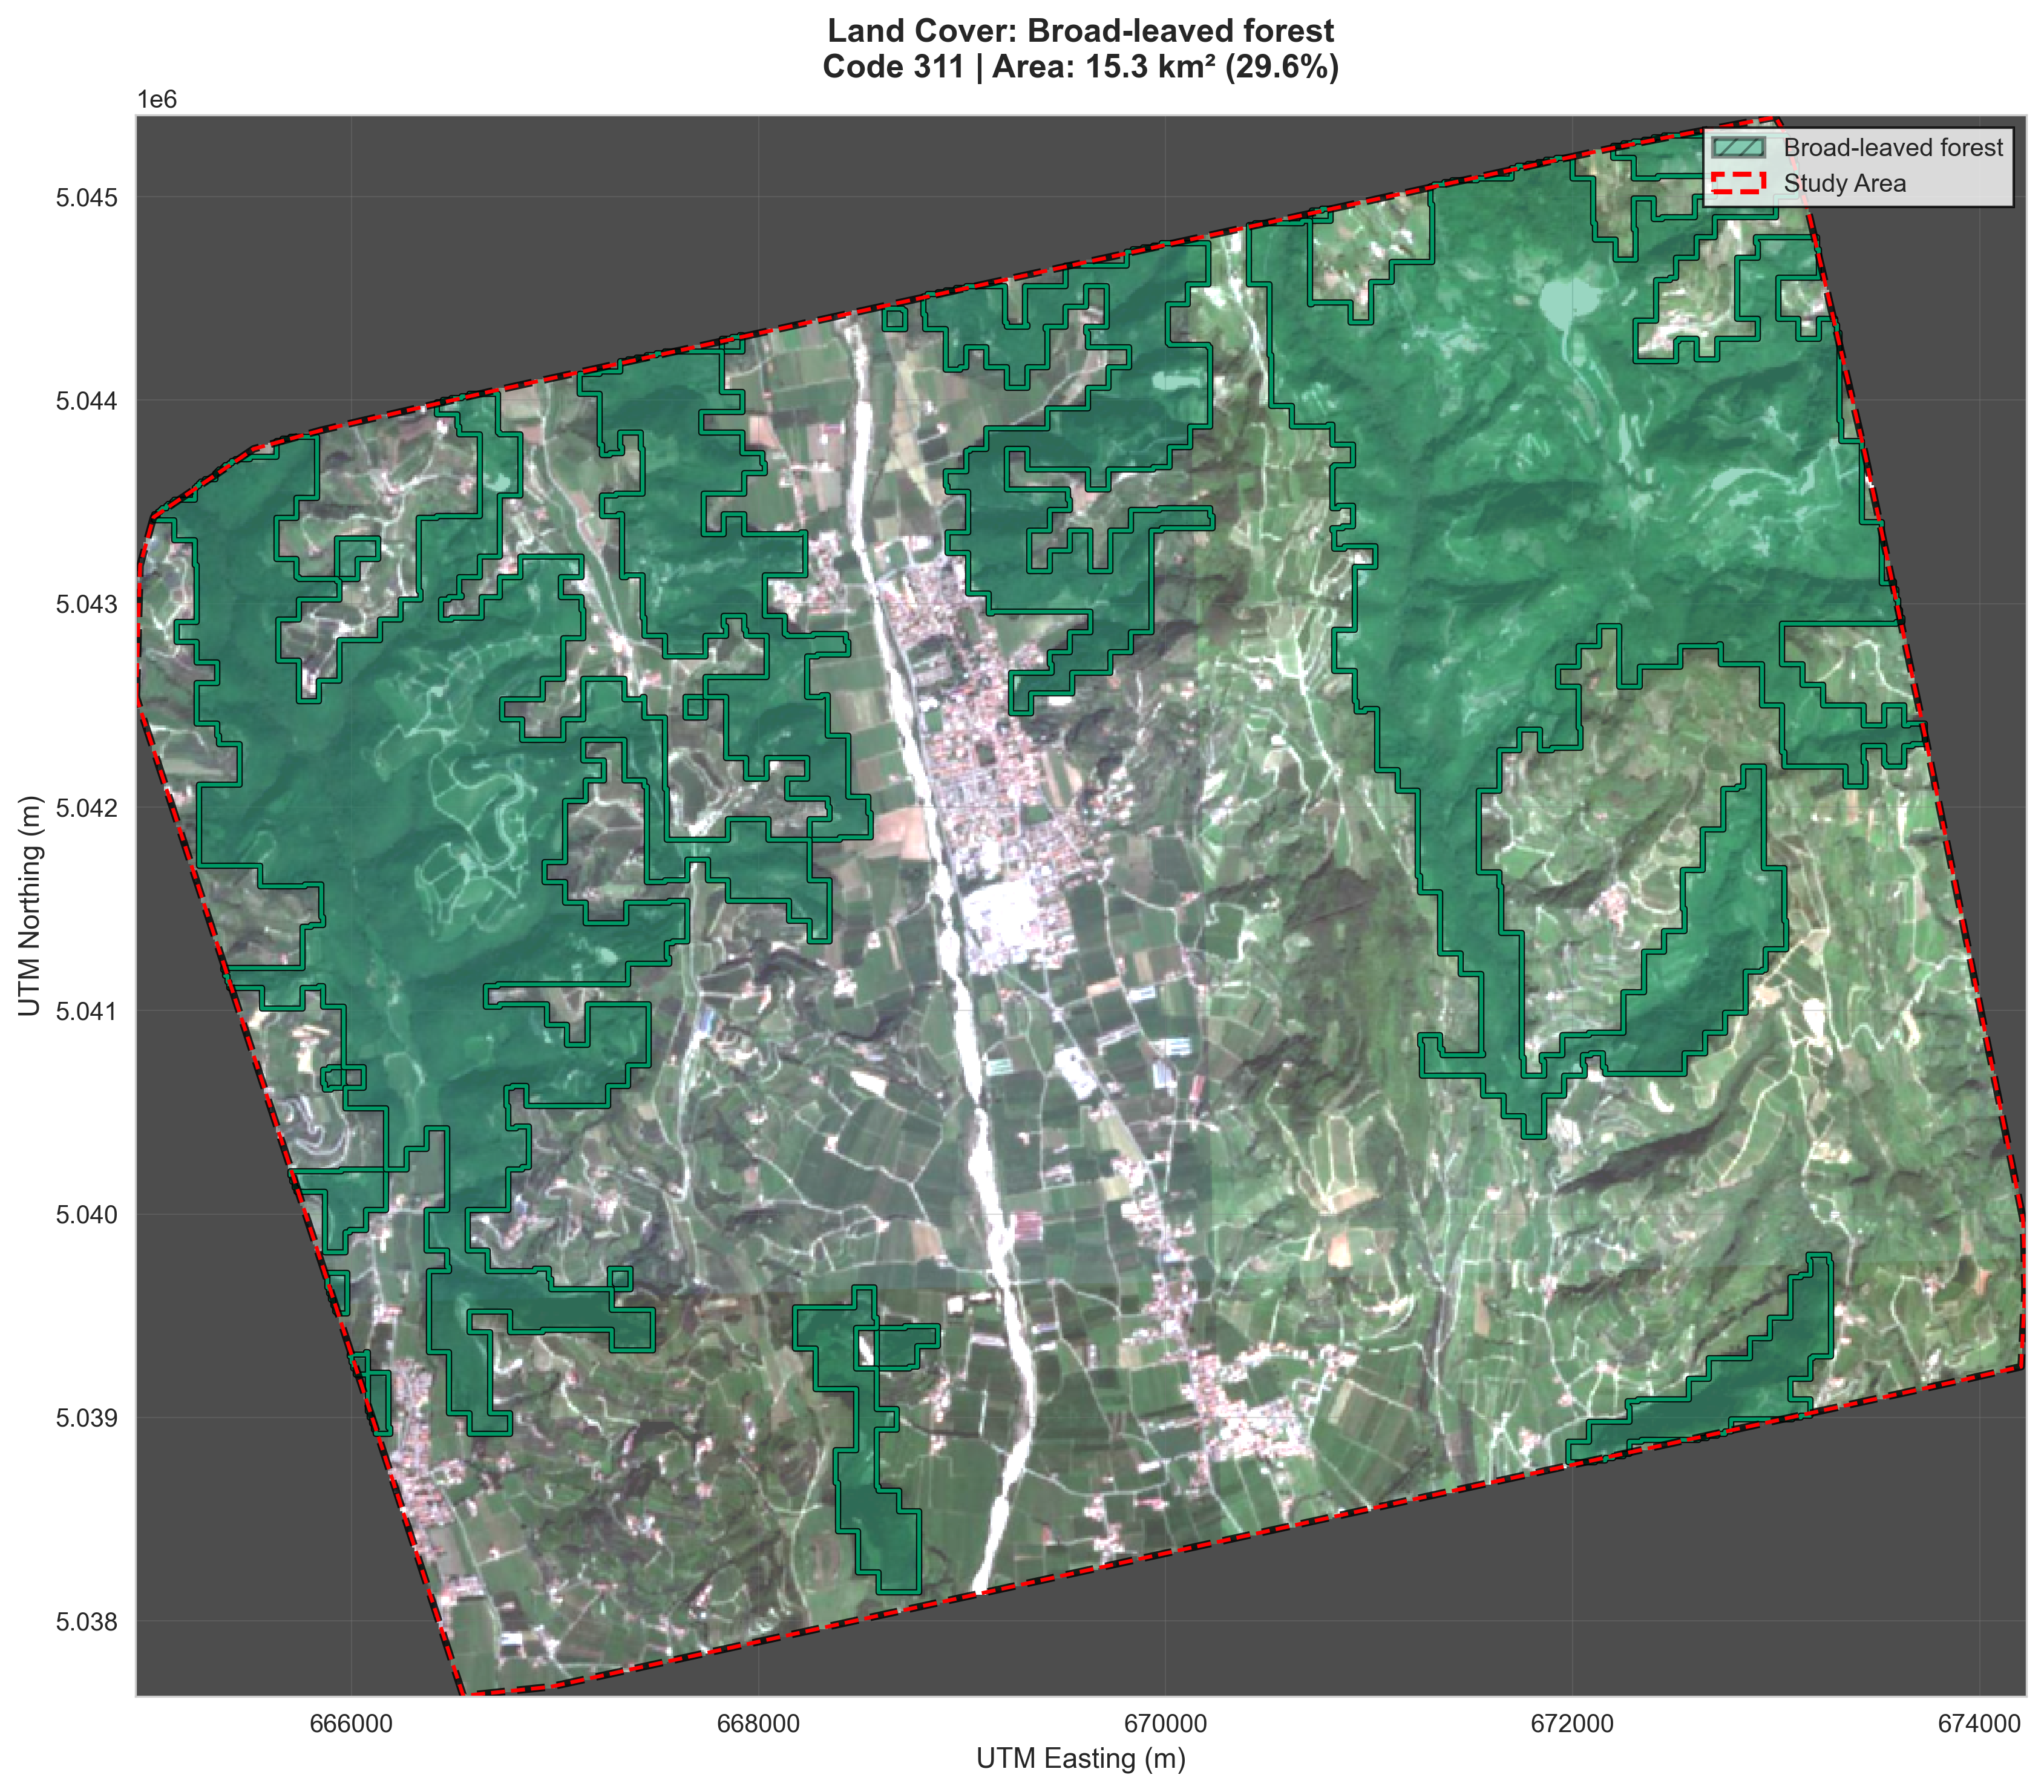 Land Cover: Broad-leaved forest
Code 311 | Area: 15.3 km² (29.6%)
1e6
Broad-leaved forest
Study Area
5.045
5.044
5.043
5.042
5.041
5.040
5.039
5.038
UTM Northing (m)
666000 668000 670000 672000 674000
UTM Easting (m)